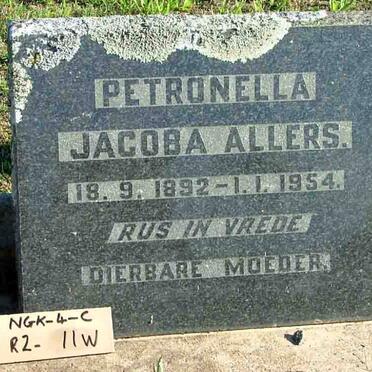 PETRONELLA
JACOBA ALLERS.
18.9.1892-1.1.1954.
RUS IN VREDE
DIERBARE MOEDER.
NGK-4-C
R2- 11W